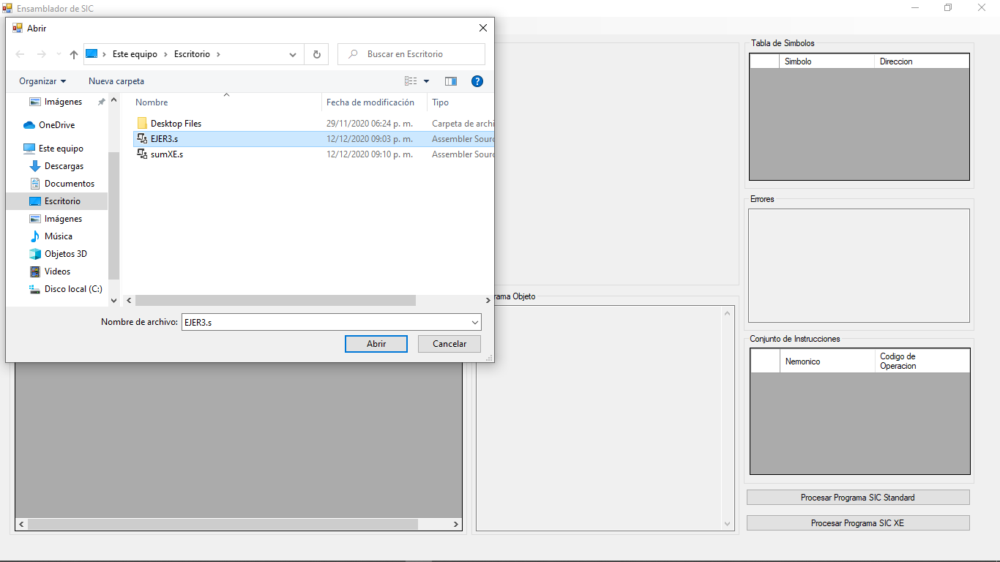 Ensamblador de SIC
Abrir
Este equipo
Escritorio
Buscar en Escritorio
Organizar
Nueva carpeta
?
Imágenes
OneDrive
Este equipo
Descargas
Documentos
Escritorio
Imágenes
Música
Objetos 3D
Videos
Disco local (C:)
Nombre
Fecha de modificación
Tipo
Desktop Files
29/11/2020 06:24 p. m.
Carpeta de archi
EJER3.s
12/12/2020 09:03 p. m.
Assembler Sourc
sumXE.s
12/12/2020 09:10 p. m.
Assembler Sourc
Nombre de archivo:
EJER3.s
Abrir
Cancelar
rama Objeto
Tabla de Simbolos
Simbolo
Direccion
Errores
Conjunto de Instrucciones
Nemonico
Codigo de
Operacion
Procesar Programa SIC Standard
Procesar Programa SIC XE